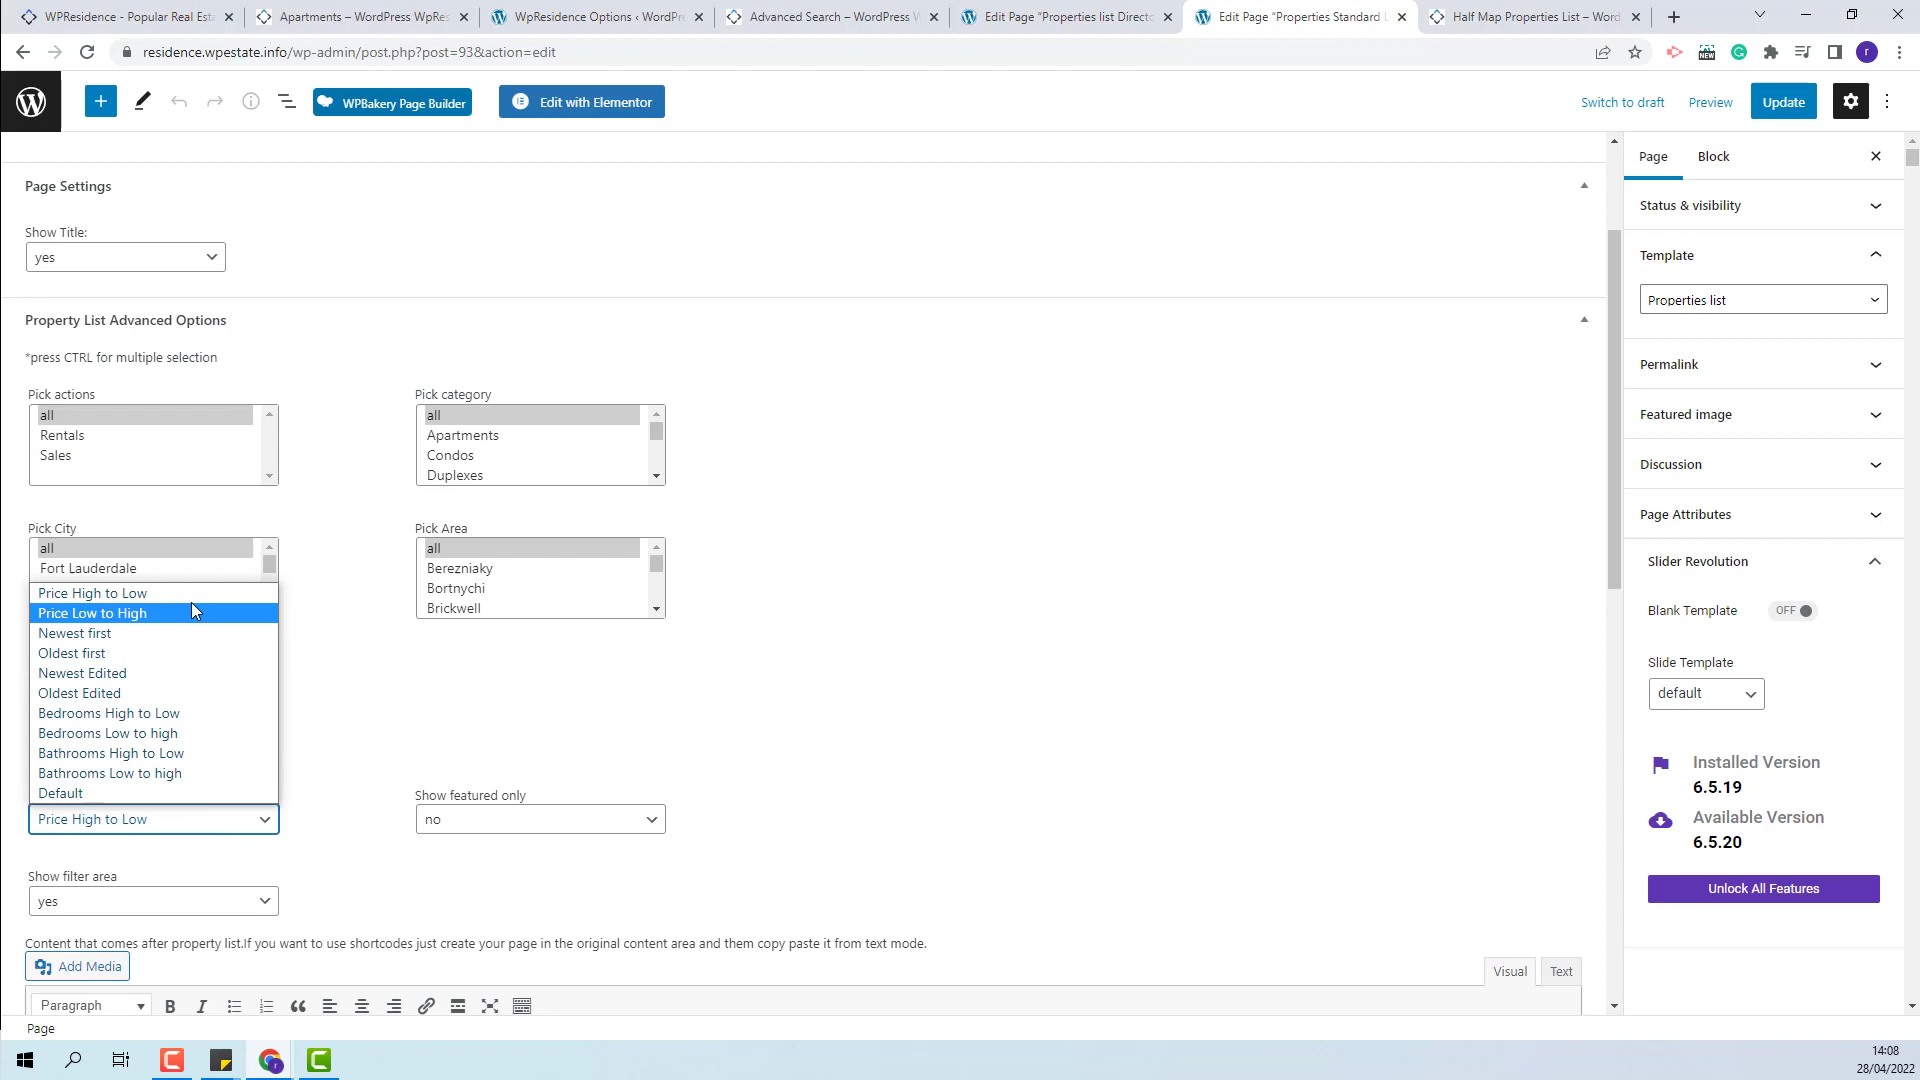 WPResidence - Popular Real Esta
Apartments – WordPress WpRes
WpResidence Options ‹ WordPr
Advanced Search – WordPress W
Edit Page "Properties list Directo
Edit Page "Properties Standard L
Half Map Properties List – Word
residence.wpestate.info/wp-admin/post.php?post=93&action=edit
NEW
r
WPBakery Page Builder
Edit with Elementor
Switch to draft
Preview
Update
Page
Block
Page Settings
Show Title:
yes
Property List Advanced Options
*press CTRL for multiple selection
Pick actions
all
Rentals
Sales
Pick category
all
Apartments
Condos
Duplexes
Pick City
all
Fort Lauderdale
Pick Area
all
Berezniaky
Bortnychi
Brickwell
Price High to Low
Price Low to High
Newest first
Oldest first
Newest Edited
Oldest Edited
Bedrooms High to Low
Bedrooms Low to high
Bathrooms High to Low
Bathrooms Low to high
Default
Price High to Low
Show featured only
no
Show filter area
yes
Content that comes after property list.If you want to use shortcodes just create your page in the original content area and them copy paste it from text mode.
Add Media
Visual
Text
Paragraph
B
I
Page
Status & visibility
Template
Properties list
Permalink
Featured image
Discussion
Page Attributes
Slider Revolution
Blank Template
OFF
Slide Template
default
Installed Version
6.5.19
Available Version
6.5.20
Unlock All Features
14:08
28/04/2022